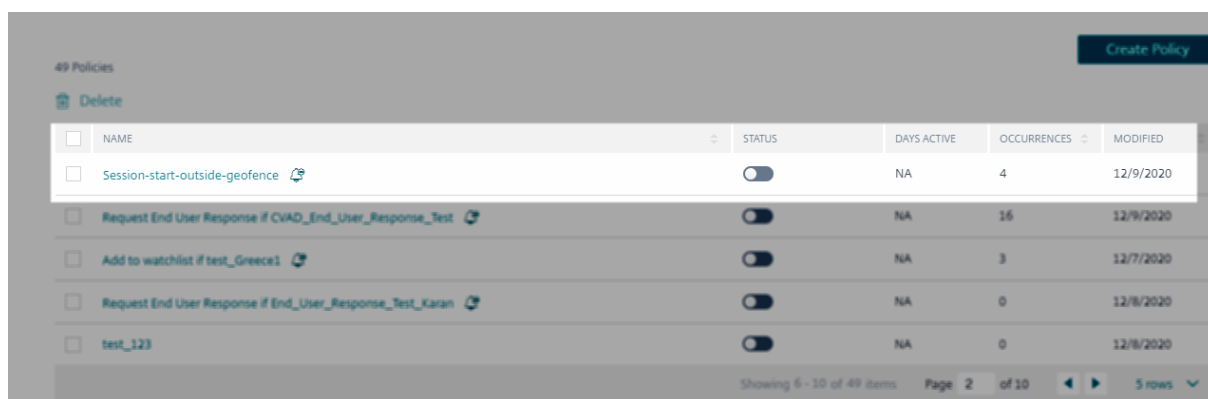 Create Policy
49 Policies
Delete
NAME STATUS DAYS ACTIVE OCCURRENCES MODIFIED
Session-start-outside-geofence NA 4 12/9/2020
Request End User Response if CVAD_End_User_Response_Test NA 16 12/9/2020
Add to watchlist if test_Greece1 NA 3 12/7/2020
Request End User Response if End_User_Response_Test_Karan NA 0 12/8/2020
test_123 NA 0 12/8/2020
Showing 6 - 10 of 49 items Page 2 of 10 5 rows